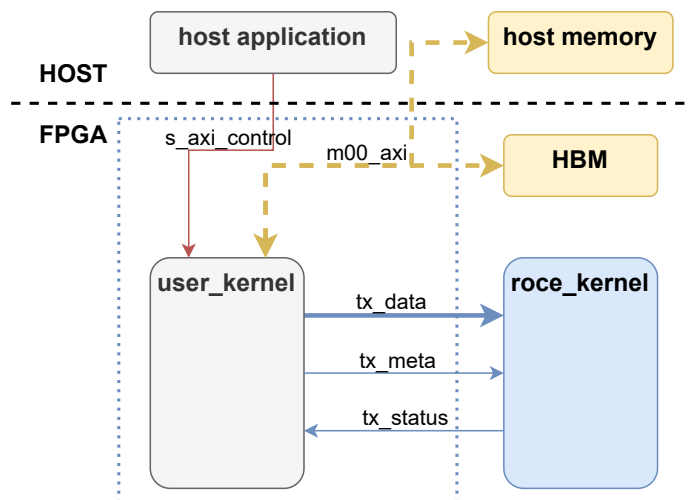 host application
host memory
HOST
FPGA
s_axi_control
m00_axi
HBM
user_kernel
roce_kernel
tx_data
tx_meta
tx_status